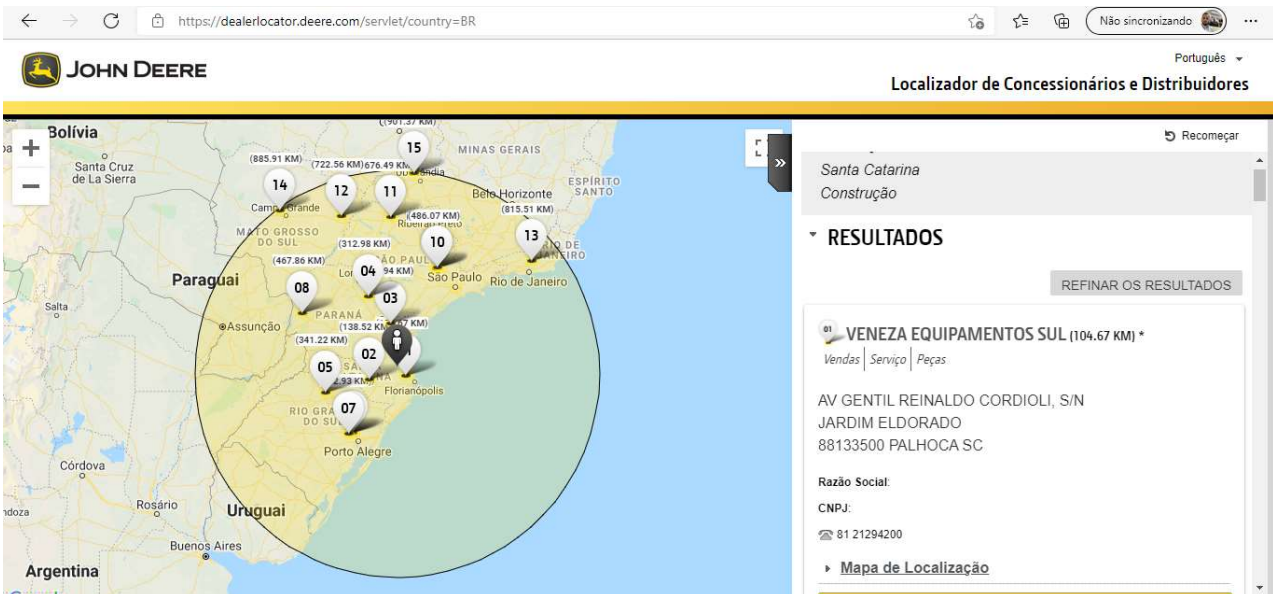 https://dealerlocator.deere.com/servlet/country=BR
Não sincronizando
JOHN DEERE
Português
Localizador de Concessionários e Distribuidores
Recomeçar
Santa Catarina
Construção
RESULTADOS
REFINAR OS RESULTADOS
01 VENEZA EQUIPAMENTOS SUL (104.67 KM) *
Vendas Serviço Peças
AV GENTIL REINALDO CORDIOLI, S/N
JARDIM ELDORADO
88133500 PALHOCA SC
Razão Social:
CNPJ:
81 21294200
Mapa de Localização
Bolívia
Santa Cruz
de La Sierra
(901.37 KM)
15
MINAS GERAIS
(885.91 KM)
(722.56 KM)
676.49 KM
14
12
11
Belo Horizonte
ESPÍRITO
SANTO
(486.07 KM)
(815.51 KM)
MATO GROSSO
DO SUL
(312.98 KM)
10
13
(467.86 KM)
04
94 KM)
São Paulo
Rio de Janeiro
Paraguai
08
03
Salta
PARANÁ
Assunção
(138.52 KM)
(341.22 KM)
02
05
Florianópolis
07
Porto Alegre
Córdova
Rosário
Uruguai
Buenos Aires
Argentina